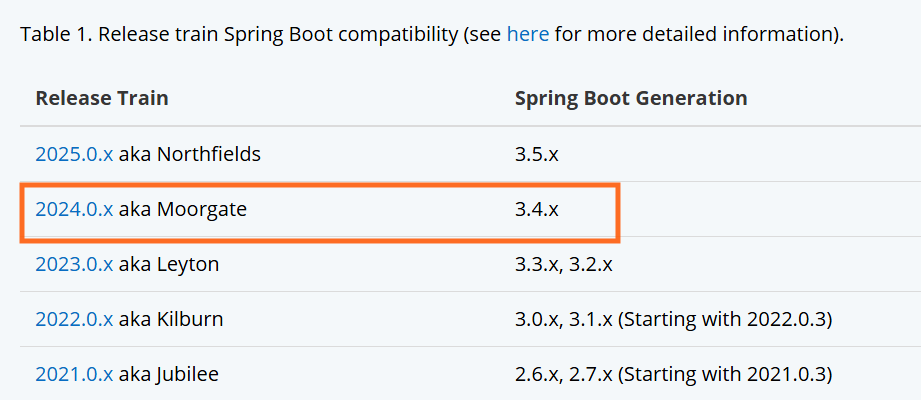 Table 1. Release train Spring Boot compatibility (see here for more detailed information).
Release Train Spring Boot Generation
2025.0.x aka Northfields 3.5.x
2024.0.x aka Moorgate 3.4.x
2023.0.x aka Leyton 3.3.x, 3.2.x
2022.0.x aka Kilburn 3.0.x, 3.1.x (Starting with 2022.0.3)
2021.0.x aka Jubilee 2.6.x, 2.7.x (Starting with 2021.0.3)